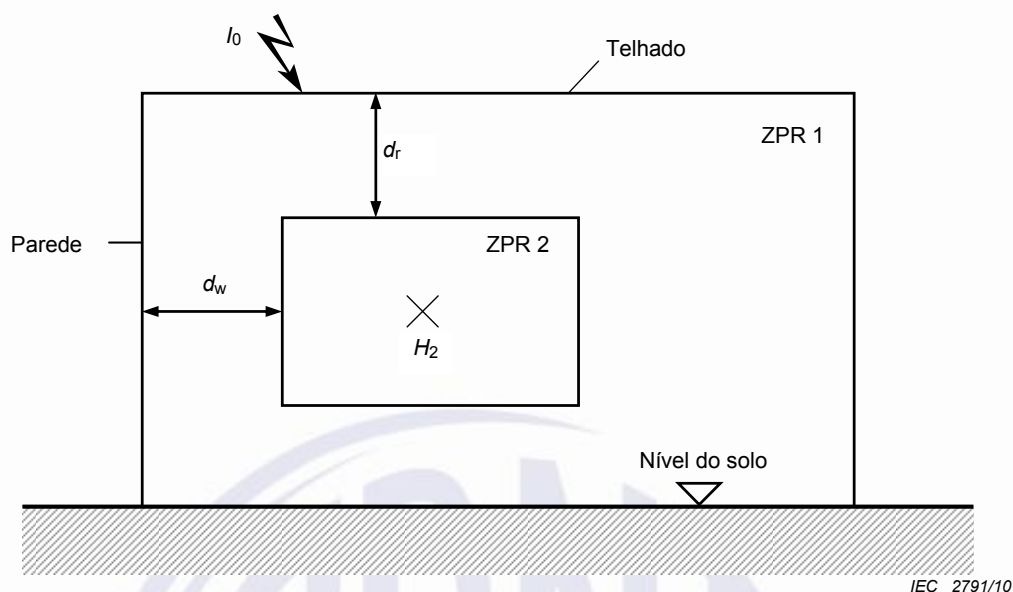 I0
Telhado
ZPR 1
dr
Parede
ZPR 2
dw
H2
Nível do solo
IEC 2791/10